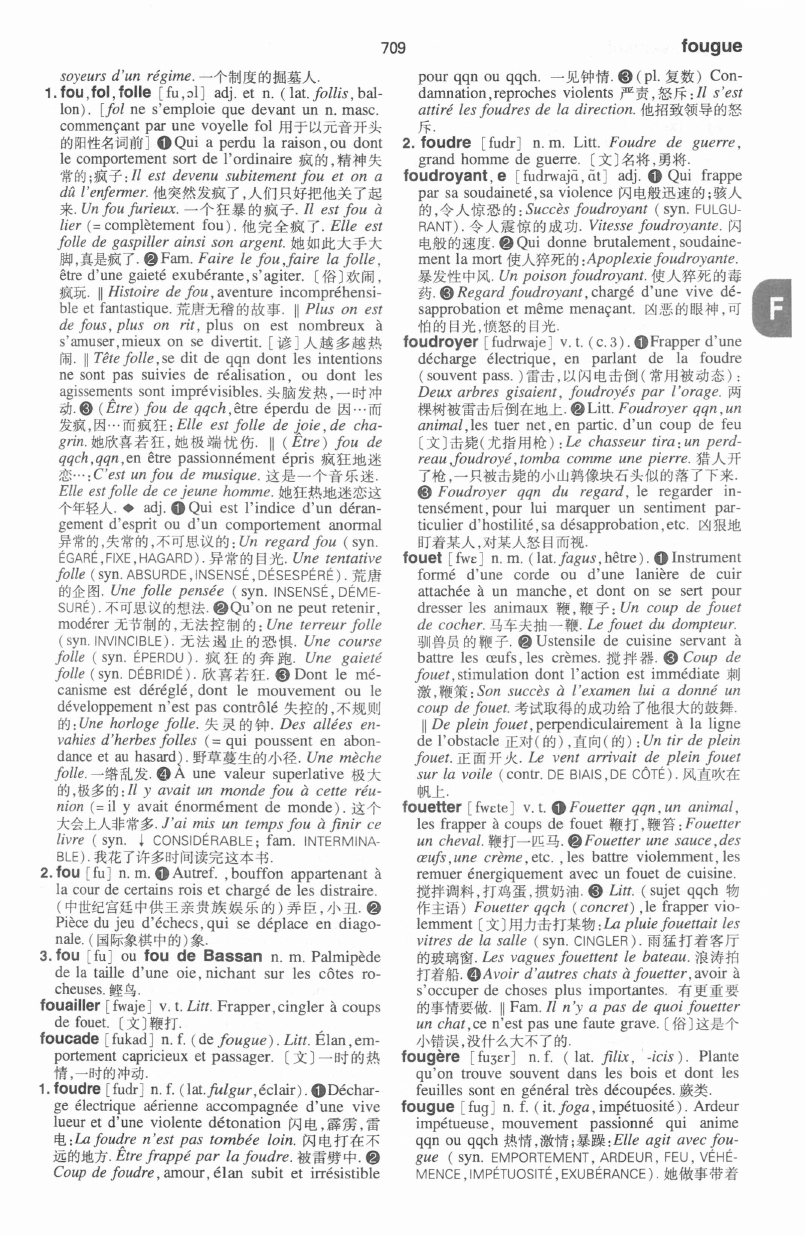 709
fougue
soyeurs d'un régime. 一个制度的掘墓人.
1. fou, fol, folle [fu,ɔl] adj. et n. ( lat. follis, bal-
lon). [fol ne s'emploie que devant un n. masc.
commençant par une voyelle fol 用于以元音开头
的阳性名词前] ❶ Qui a perdu la raison, ou dont
le comportement sort de l'ordinaire 疯的,精神失
常的;疯子: Il est devenu subitement fou et on a
dû l'enfermer. 他突然发疯了,人们只好把他关了起
来. Un fou furieux. 一个狂暴的疯子. Il est fou à
lier (= complètement fou). 他完全疯了. Elle est
folle de gaspiller ainsi son argent. 她如此大手大
脚,真是疯了. ❷ Fam. Faire le fou, faire la folle,
être d'une gaieté exubérante, s'agiter. 〔俗〕欢闹,
疯玩. ‖ Histoire de fou, aventure incompréhensi-
ble et fantastique. 荒唐无稽的故事. ‖ Plus on est
de fous, plus on rit, plus on est nombreux à
s'amuser, mieux on se divertit. [谚]人越多越热
闹. ‖ Tête folle, se dit de qqn dont les intentions
ne sont pas suivies de réalisation, ou dont les
agissements sont imprévisibles. 头脑发热,一时冲
动. ❸ (Être) fou de qqch, être éperdu de 因…而
发疯,因…而疯狂: Elle est folle de joie, de cha-
grin. 她欣喜若狂,她极端忧伤. ‖ (Être) fou de
qqch, qqn, en être passionnément épris 疯狂地迷
恋…: C'est un fou de musique. 这是一个音乐迷.
Elle est folle de ce jeune homme. 她狂热地迷恋这
个年轻人. ◆ adj. ❶ Qui est l'indice d'un déran-
gement d'esprit ou d'un comportement anormal
异常的,失常的,不可思议的: Un regard fou ( syn.
ÉGARÉ, FIXE, HAGARD). 异常的目光. Une tentative
folle ( syn. ABSURDE, INSENSÉ, DÉSESPÉRÉ). 荒唐
的企图. Une folle pensée ( syn. INSENSÉ, DÉME-
SURÉ). 不可思议的想法. ❷ Qu'on ne peut retenir,
modérer 无节制的,无法控制的: Une terreur folle
( syn. INVINCIBLE). 无法遏止的恐惧. Une course
folle ( syn. ÉPERDU). 疯狂的奔跑. Une gaieté
folle ( syn. DÉBRIDÉ). 欣喜若狂. ❸ Dont le mé-
canisme est déréglé, dont le mouvement ou le
développement n'est pas contrôlé 失控的,不规则
的: Une horloge folle. 失灵的钟. Des allées en-
vahies d'herbes folles (= qui poussent en abon-
dance et au hasard). 野草蔓生的小径. Une mèche
folle. 一绺乱发. ❹ A une valeur superlative 极大
的,极多的: Il y avait un monde fou à cette réu-
nion (= il y avait énormément de monde). 这个
大会上人非常多. J'ai mis un temps fou à finir ce
livre ( syn. ↓ CONSIDÉRABLE; fam. INTERMINA-
BLE). 我花了许多时间读完这本书.
2. fou [fu] n. m. ❶ Autref. , bouffon appartenant à
la cour de certains rois et chargé de les distraire.
(中世纪宫廷中供王亲贵族娱乐的)弄臣,小丑. ❷
Pièce du jeu d'échecs, qui se déplace en diago-
nale. (国际象棋中的)象.
3. fou [fu] ou fou de Bassan n. m. Palmipède
de la taille d'une oie, nichant sur les côtes ro-
cheuses. 鲣鸟.
fouailler [fwaje] v. t. Litt. Frapper, cingler à coups
de fouet. 〔文〕鞭打.
foucade [fukad] n. f. ( de fougue). Litt. Élan, em-
portement capricieux et passager. 〔文〕一时的热
情,一时的冲动.
1. foudre [fudr] n. f. ( lat. fulgur, éclair). ❶ Déchar-
ge électrique aérienne accompagnée d'une vive
lueur et d'une violente détonation 闪电,霹雳,雷
电: La foudre n'est pas tombée loin. 闪电打在不
远的地方. Être frappé par la foudre. 被雷劈中. ❷
Coup de foudre, amour, élan subit et irrésistible
pour qqn ou qqch. 一见钟情. ❸ (pl. 复数) Con-
damnation, reproches violents 严责,怒斥: Il s'est
attiré les foudres de la direction. 他招致领导的怒
斥.
2. foudre [fudr] n. m. Litt. Foudre de guerre,
grand homme de guerre. 〔文〕名将,勇将.
foudroyant, e [fudrwajɑ̃, ɑ̃t] adj. ❶ Qui frappe
par sa soudaineté, sa violence 闪电般迅速的;骇人
的,令人惊恐的: Succès foudroyant ( syn. FULGU-
RANT). 令人震惊的成功. Vitesse foudroyante. 闪
电般的速度. ❷ Qui donne brutalement, soudaine-
ment la mort 使人猝死的: Apoplexie foudroyante.
暴发性中风. Un poison foudroyant. 使人猝死的毒
药. ❸ Regard foudroyant, chargé d'une vive dé-
sapprobation et même menaçant. 凶恶的眼神,可
怕的目光,愤怒的目光.
F
foudroyer [fudrwaje] v. t. ( c. 3). ❶ Frapper d'une
décharge électrique, en parlant de la foudre
( souvent pass. )雷击,以闪电击倒(常用被动态):
Deux arbres gisaient, foudroyés par l'orage. 两
棵树被雷击后倒在地上. ❷ Litt. Foudroyer qqn, un
animal, les tuer net, en partic. d'un coup de feu
〔文〕击毙(尤指用枪): Le chasseur tira: un perd-
reau, foudroyé, tomba comme une pierre. 猎人开
了枪,一只被击毙的小山鹑像块石头似的落了下来.
❸ Foudroyer qqn du regard, le regarder in-
tensément, pour lui marquer un sentiment par-
ticulier d'hostilité, sa désapprobation, etc. 凶狠地
盯着某人,对某人怒目而视.
fouet [fwɛ] n. m. ( lat. fagus, hêtre). ❶ Instrument
formé d'une corde ou d'une lanière de cuir
attachée à un manche, et dont on se sert pour
dresser les animaux 鞭,鞭子: Un coup de fouet
de cocher. 马车夫抽一鞭. Le fouet du dompteur.
驯兽员的鞭子. ❷ Ustensile de cuisine servant à
battre les œufs, les crèmes. 搅拌器. ❸ Coup de
fouet, stimulation dont l'action est immédiate 刺
激,鞭策: Son succès à l'examen lui a donné un
coup de fouet. 考试取得的成功给了他很大的鼓舞.
‖ De plein fouet, perpendiculairement à la ligne
de l'obstacle 正对(的),直向(的): Un tir de plein
fouet. 正面开火. Le vent arrivait de plein fouet
sur la voile ( contr. DE BIAIS, DE CÔTÉ). 风直吹在
帆上.
fouetter [fwɛte] v. t. ❶ Fouetter qqn, un animal,
les frapper à coups de fouet 鞭打,鞭笞: Fouetter
un cheval. 鞭打一匹马. ❷ Fouetter une sauce, des
œufs, une crème, etc. , les battre violemment, les
remuer énergiquement avec un fouet de cuisine.
搅拌调料,打鸡蛋,掼奶油. ❸ Litt. ( sujet qqch 物
作主语) Fouetter qqch (concret), le frapper vio-
lemment〔文〕用力击打某物: La pluie fouettait les
vitres de la salle ( syn. CINGLER). 雨猛打着客厅
的玻璃窗. Les vagues fouettent le bateau. 浪涛拍
打着船. ❹ Avoir d'autres chats à fouetter, avoir à
s'occuper de choses plus importantes. 有更重要
的事情要做. ‖ Fam. Il n'y a pas de quoi fouetter
un chat, ce n'est pas une faute grave. 〔俗〕这是个
小错误,没什么大不了的.
fougère [fuʒɛr] n. f. ( lat. filix, -icis). Plante
qu'on trouve souvent dans les bois et dont les
feuilles sont en général très découpées. 蕨类.
fougue [fug] n. f. ( it. foga, impétuosité). Ardeur
impétueuse, mouvement passionné qui anime
qqn ou qqch 热情,激情;暴躁: Elle agit avec fou-
gue ( syn. EMPORTEMENT, ARDEUR, FEU, VÉHÉ-
MENCE, IMPÉTUOSITÉ, EXUBÉRANCE). 她做事带着